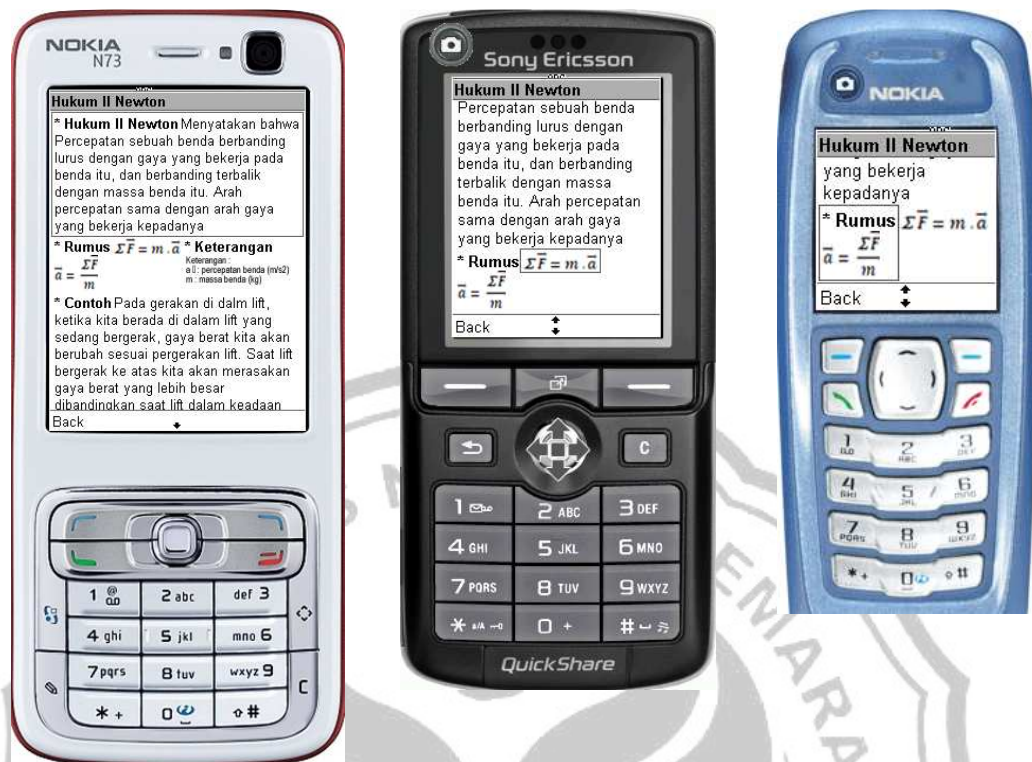 NOKIA
N73
Hukum II Newton
* Hukum II Newton Menyatakan bahwa
Percepatan sebuah benda berbanding
lurus dengan gaya yang bekerja pada
benda itu, dan berbanding terbalik
dengan massa benda itu. Arah
percepatan sama dengan arah gaya
yang bekerja kepadanya
* Rumus ΣF⃗ = m . a⃗ * Keterangan
a⃗ = ΣF⃗ / m
Keterangan :
a : percepatan benda (m/s2)
m : massa benda (kg)
* Contoh Pada gerakan di dalm lift,
ketika kita berada di dalam lift yang
sedang bergerak, gaya berat kita akan
berubah sesuai pergerakan lift. Saat lift
bergerak ke atas kita akan merasakan
gaya berat yang lebih besar
dibandingkan saat lift dalam keadaan
Back
1
2 abc
def 3
4 ghi
5 jkl
mno 6
7 pqrs
8 tuv
wxyz 9
C
* +
0
#
Sony Ericsson
Hukum II Newton
Percepatan sebuah benda
berbanding lurus dengan
gaya yang bekerja pada
benda itu, dan berbanding
terbalik dengan massa
benda itu. Arah percepatan
sama dengan arah gaya
yang bekerja kepadanya
* Rumus ΣF⃗ = m . a⃗
a⃗ = ΣF⃗ / m
Back
C
1
2 ABC
3 DEF
4 GHI
5 JKL
6 MNO
7 PQRS
8 TUV
9 WXYZ
* a/A
0 +
#
QuickShare
NOKIA
Hukum II Newton
yang bekerja
kepadanya
* Rumus ΣF⃗ = m . a⃗
a⃗ = ΣF⃗ / m
Back
1
2 ABC
3 DEF
4 GHI
5 JKL
6 mno
7 PQRS
8 TUV
9 WXYZ
* +
0
#
EMARA